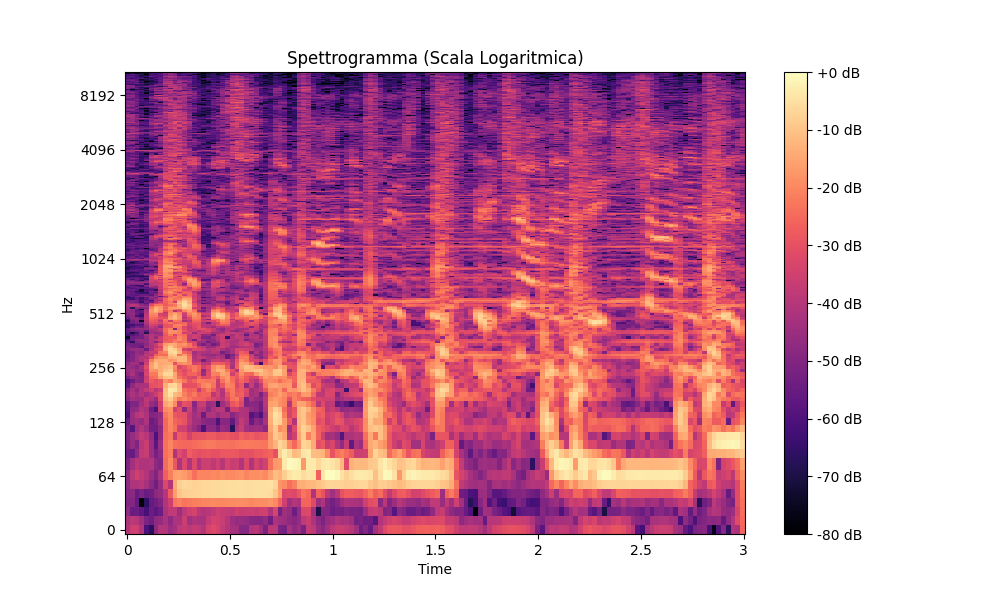 Spettrogramma (Scala Logaritmica)
Hz
8192
4096
2048
1024
512
256
128
64
0
0 0.5 1 1.5 2 2.5 3
Time
+0 dB
-10 dB
-20 dB
-30 dB
-40 dB
-50 dB
-60 dB
-70 dB
-80 dB